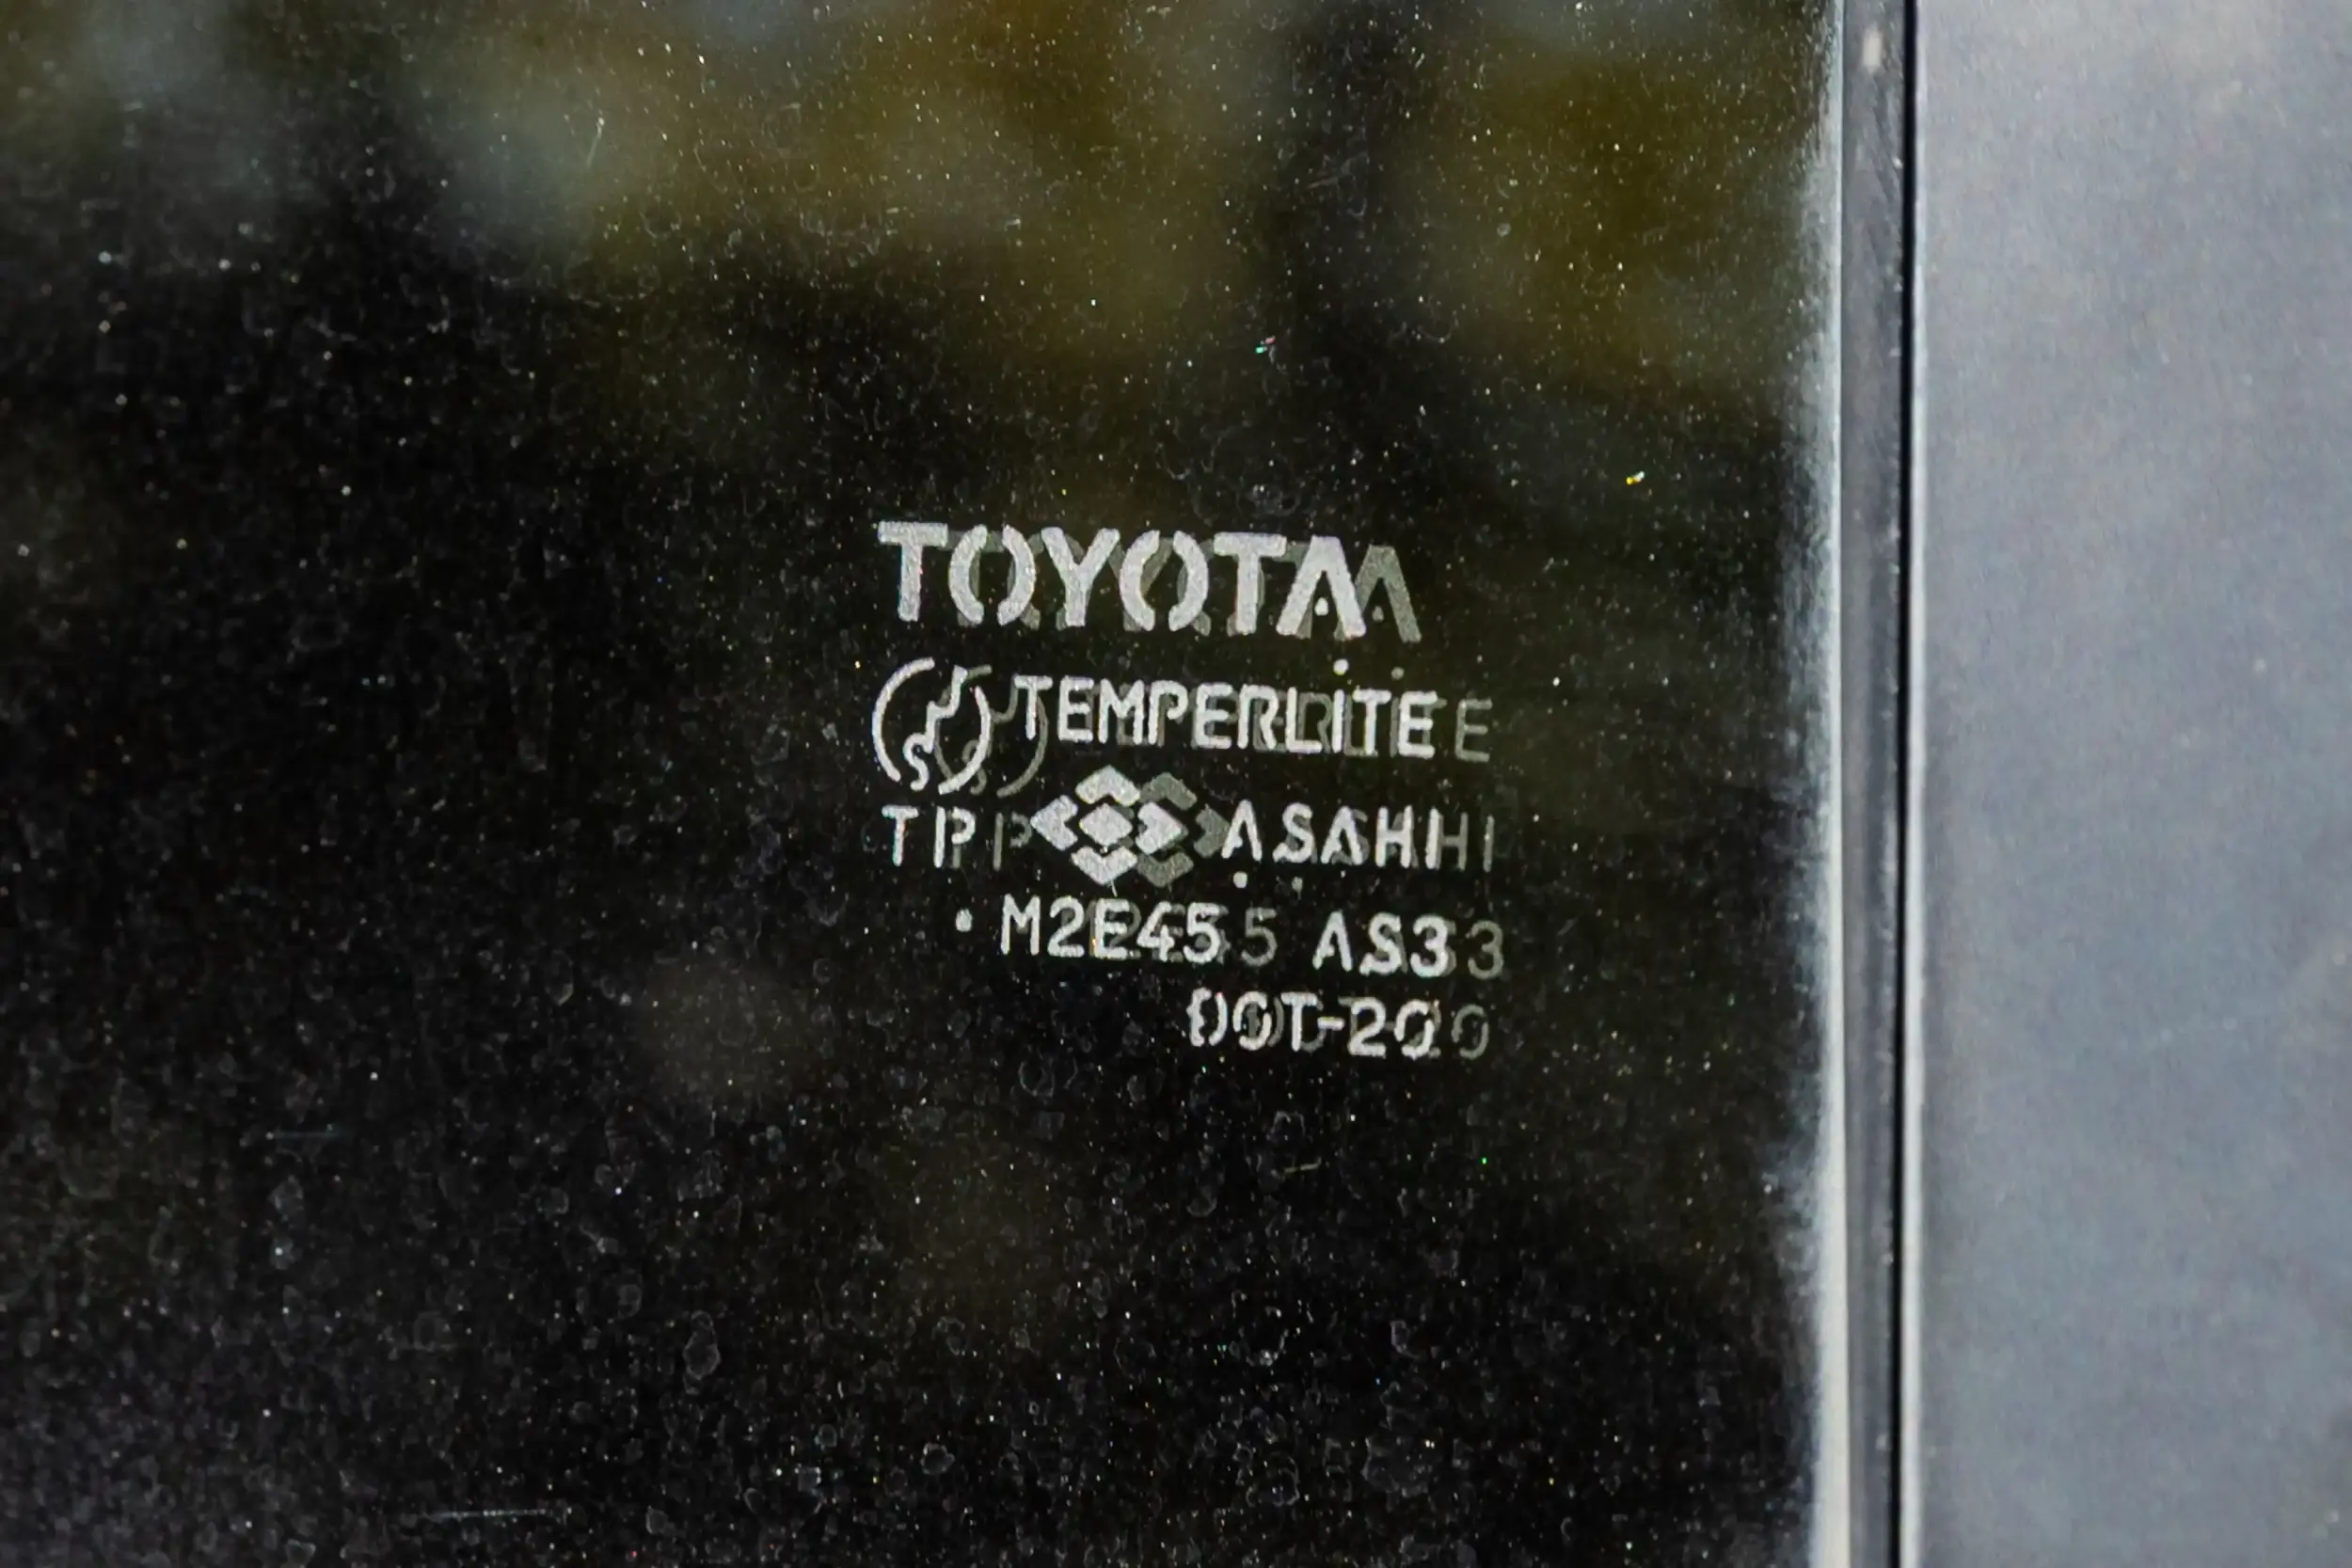 TOYOTA
TEMPERLITE
TP ASAHI
M2E45 AS3
DOT-20